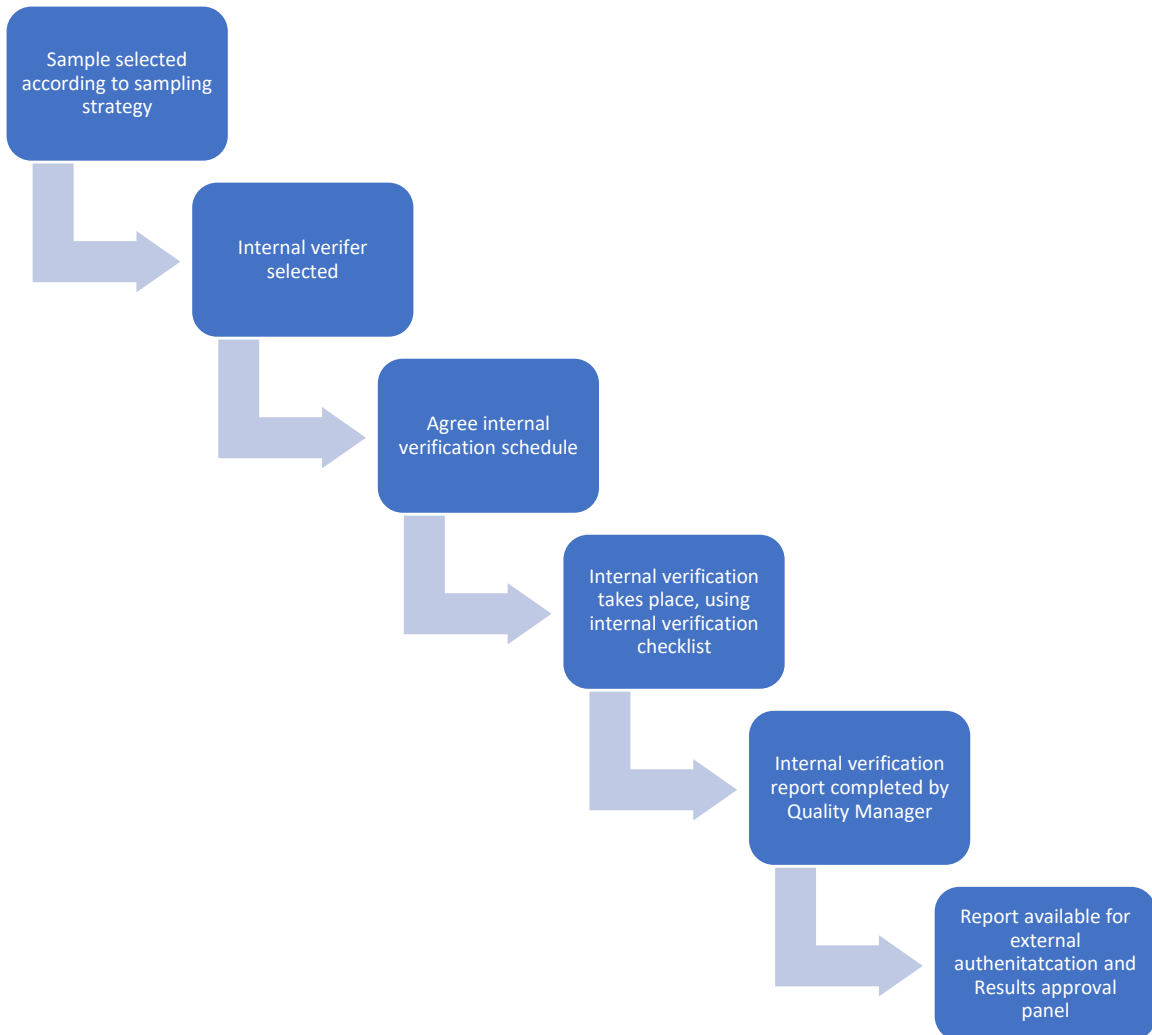 Sample selected
according to sampling
strategy
Internal verifer
selected
Agree internal
verification schedule
Internal verification
takes place, using
internal verification
checklist
Internal verification
report completed by
Quality Manager
Report available for
external
authenitatcation and
Results approval
panel